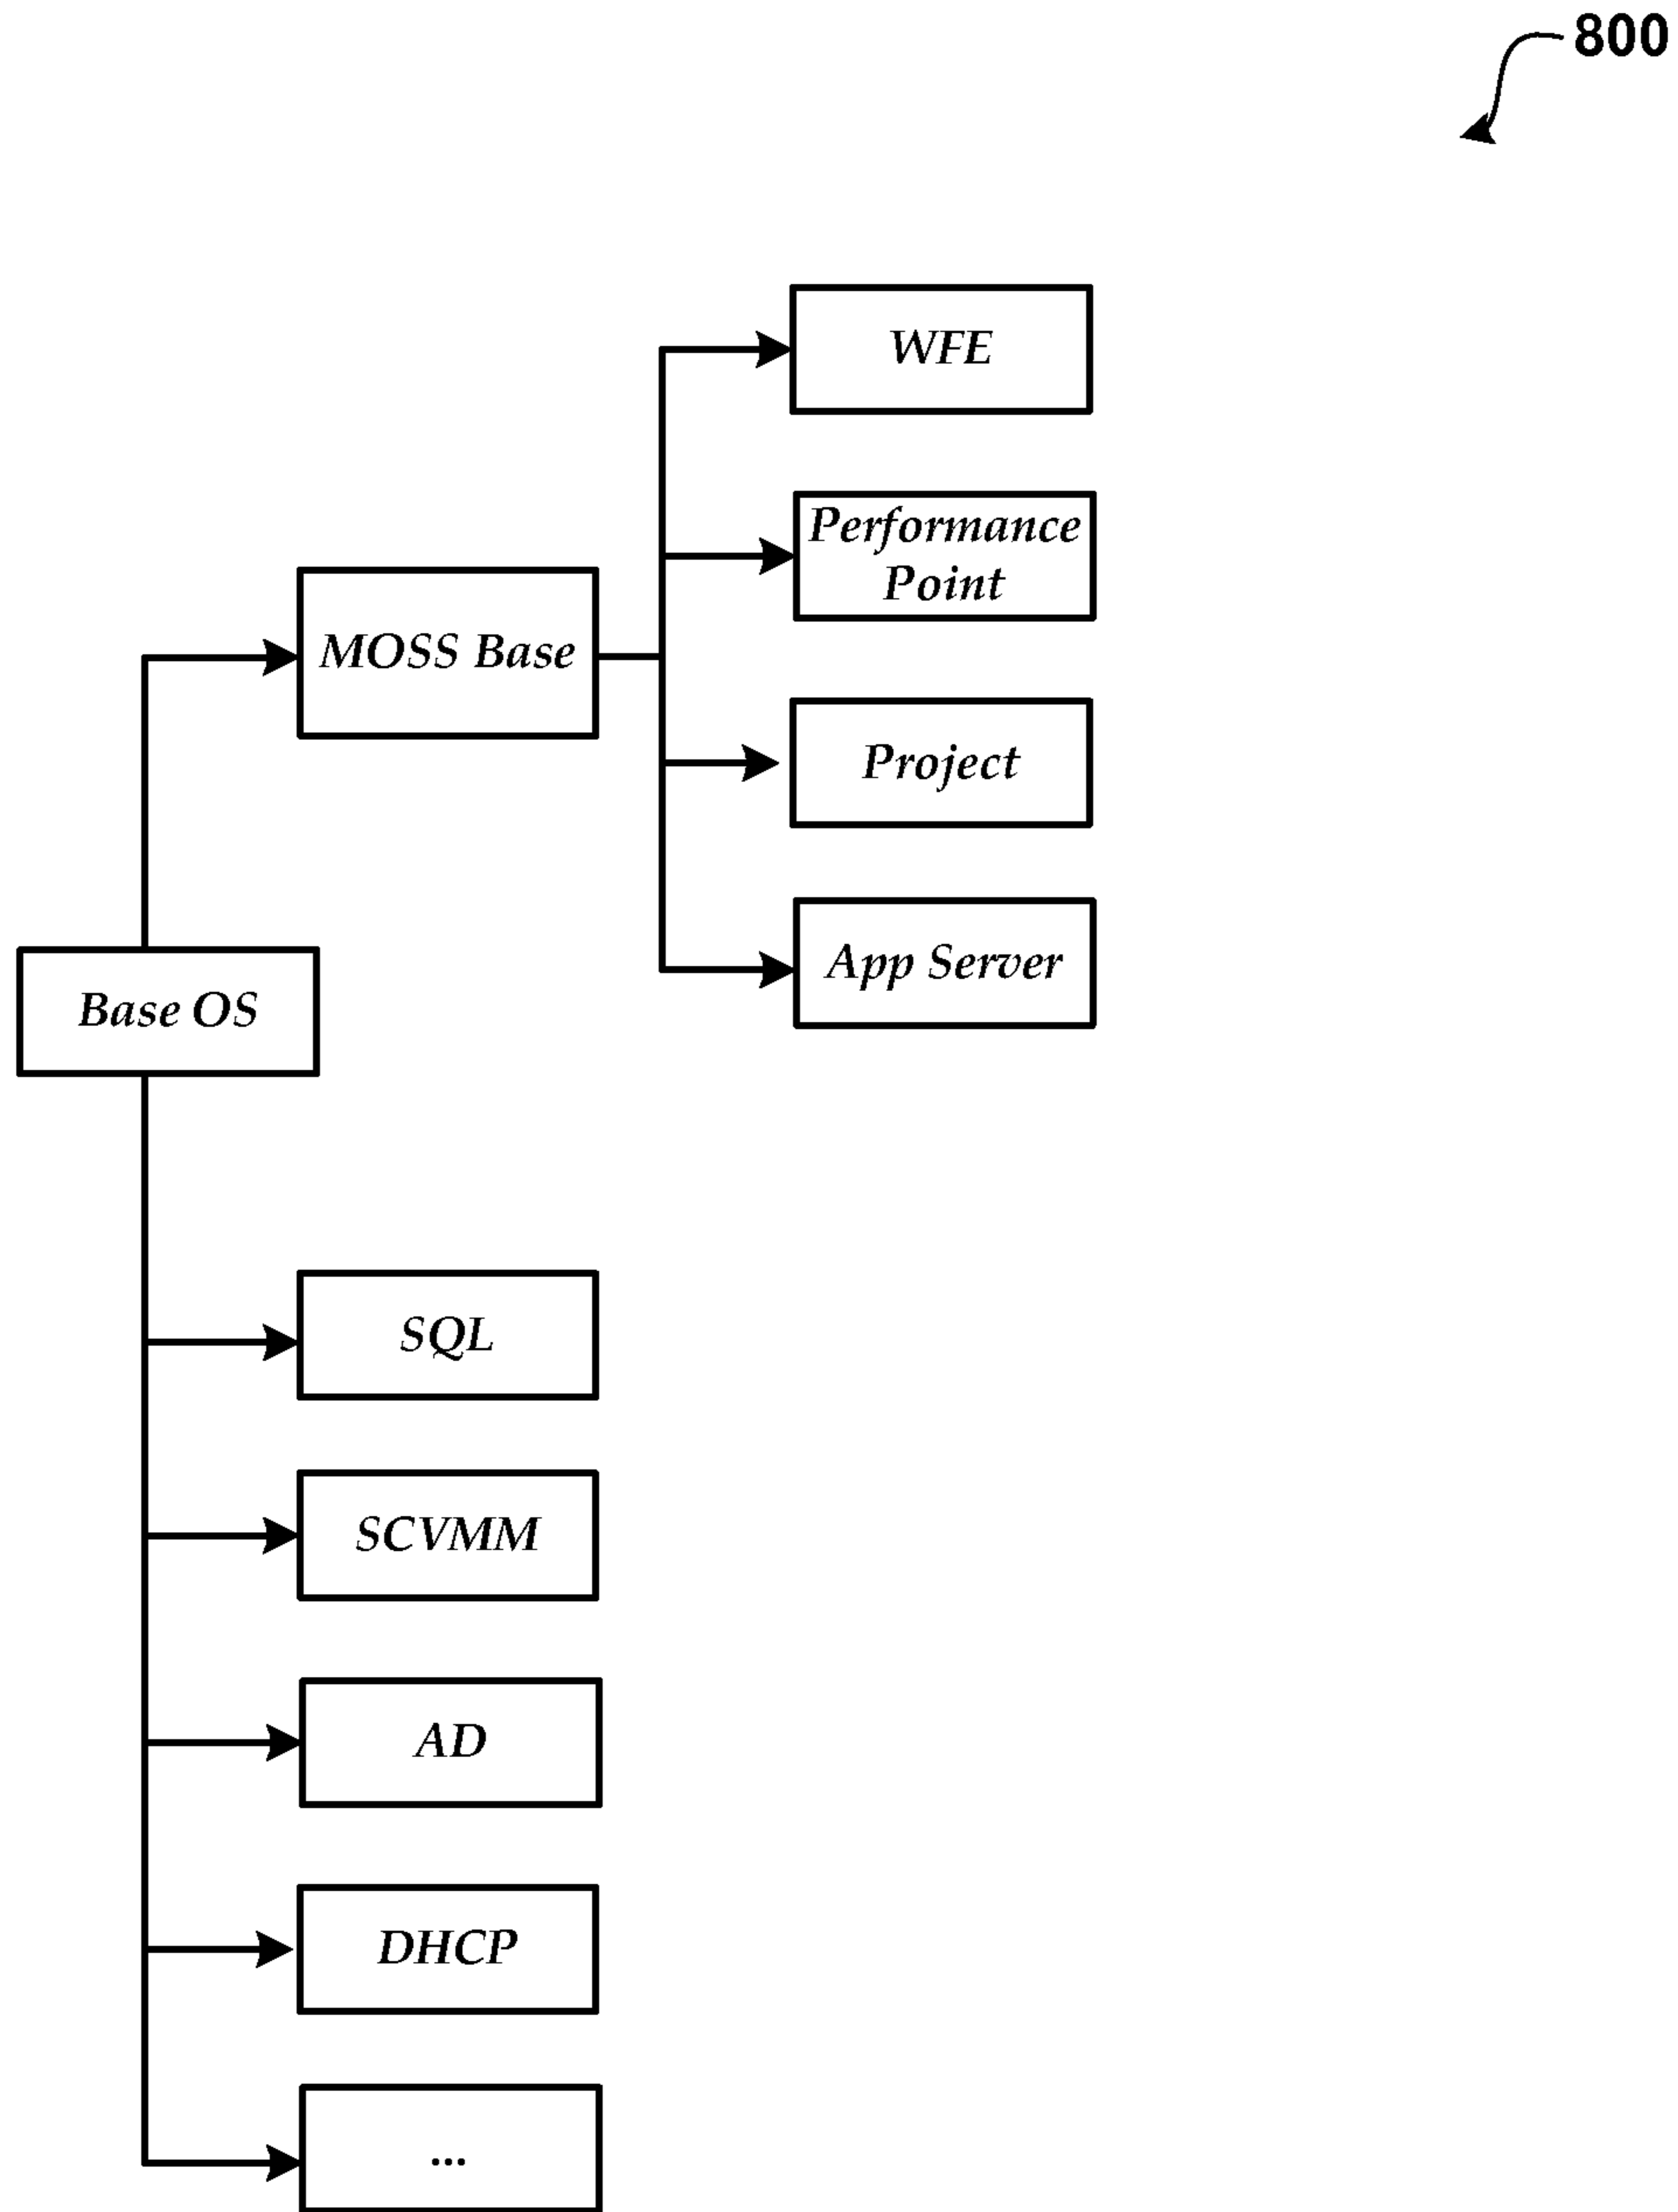 800
WFE
Performance
Point
MOSS Base
Project
App Server
Base OS
SQL
SCVMM
AD
DHCP
...